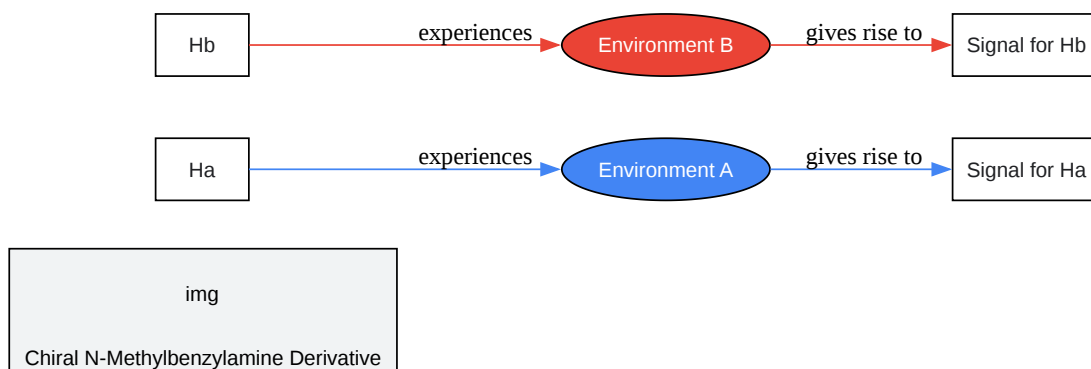 Hb
experiences
Environment B
gives rise to
Signal for Hb
Ha
experiences
Environment A
gives rise to
Signal for Ha
img
Chiral N-Methylbenzylamine Derivative